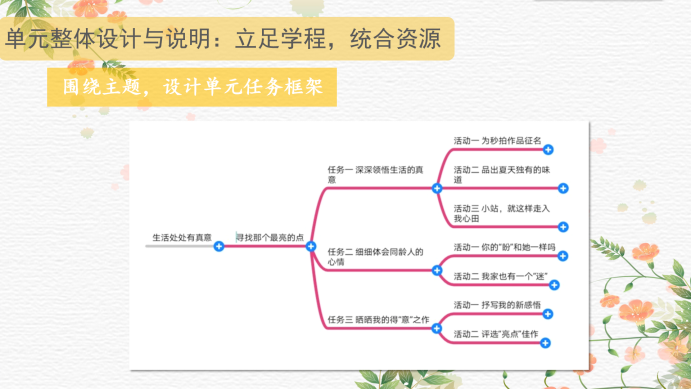 单元整体设计与说明：立足学程，统合资源
围绕主题，设计单元任务框架
生活处处有真意
寻找那个最亮的点
任务一 深深领悟生活的真
意
活动一 为秒拍作品征名
活动二 品出夏天独有的味
道
活动三 小站，就这样走入
我心田
任务二 细细体会同龄人的
心情
活动一 你的“盼”和她一样吗
活动二 我家也有一个“迷”
任务三 晒晒我的得“意”之作
活动一 抒写我的新感悟
活动二 评选“亮点”佳作